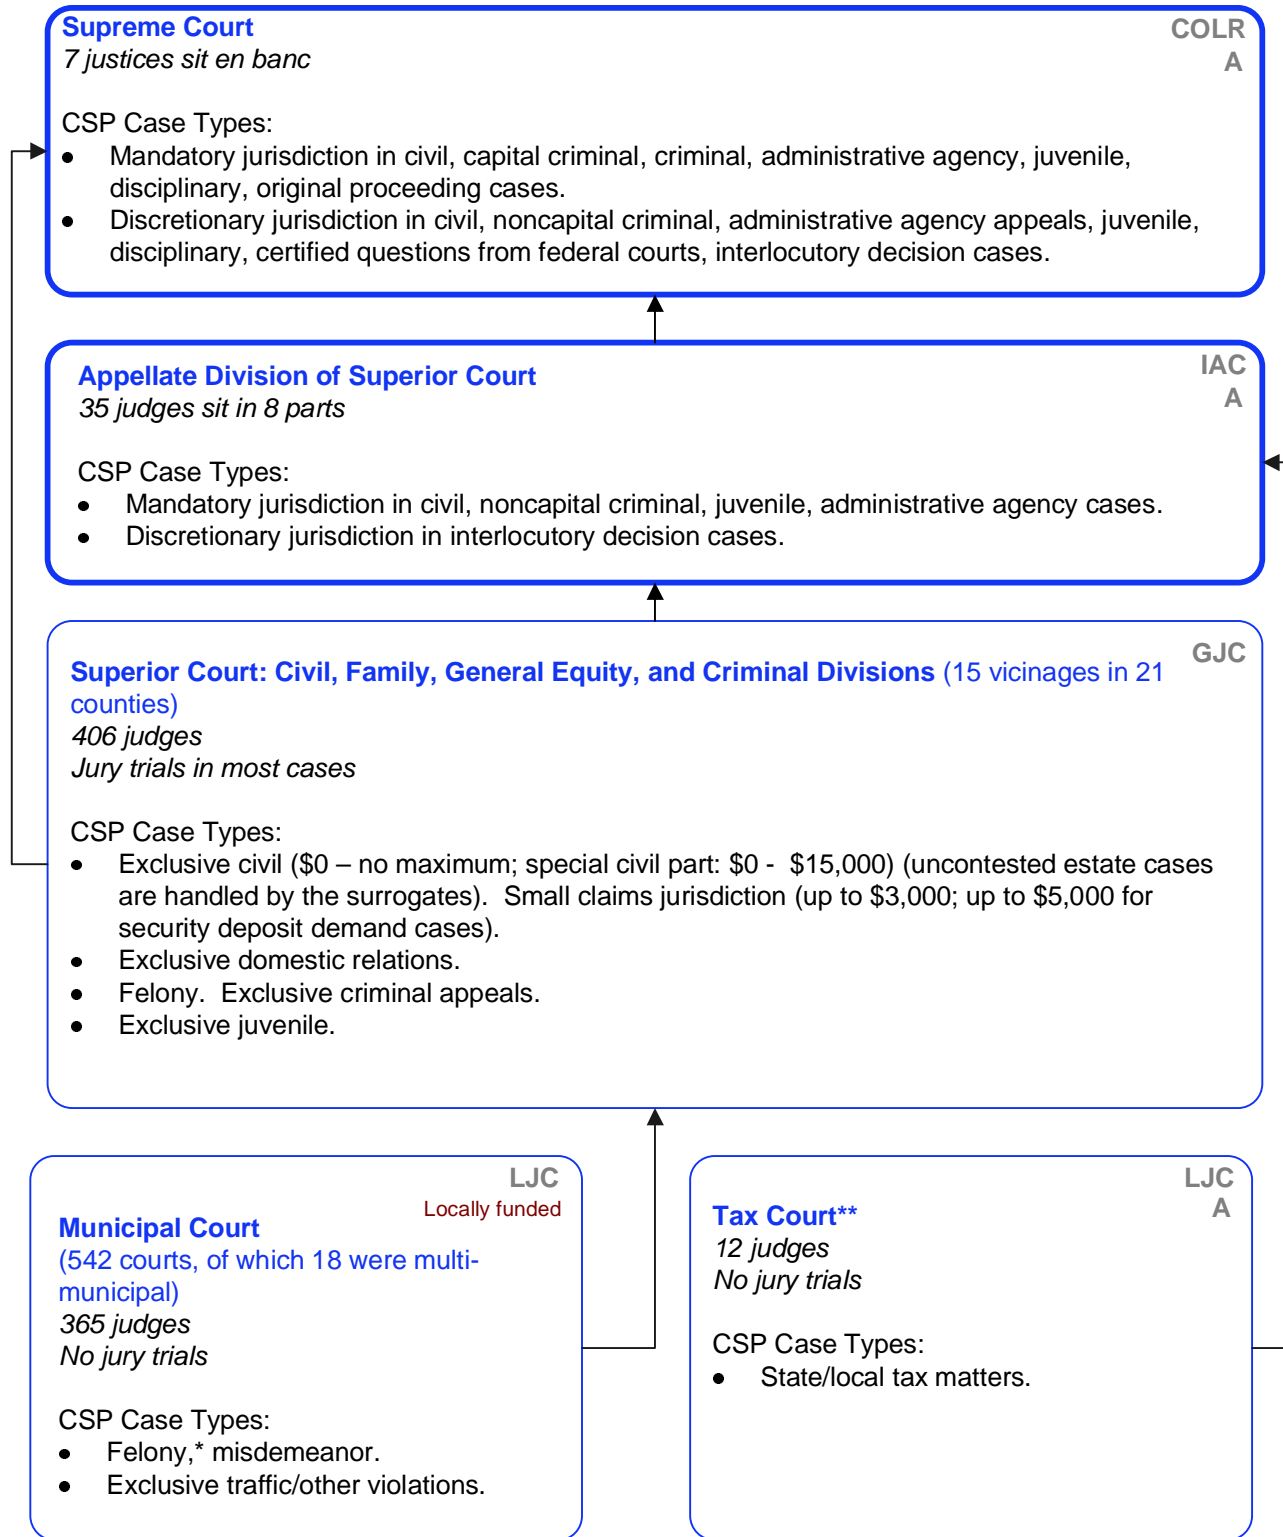 Supreme Court
COLR
7 justices sit en banc
A
CSP Case Types:
• Mandatory jurisdiction in civil, capital criminal, criminal, administrative agency, juvenile,
disciplinary, original proceeding cases.
• Discretionary jurisdiction in civil, noncapital criminal, administrative agency appeals, juvenile,
disciplinary, certified questions from federal courts, interlocutory decision cases.
IAC
Appellate Division of Superior Court
A
35 judges sit in 8 parts
CSP Case Types:
• Mandatory jurisdiction in civil, noncapital criminal, juvenile, administrative agency cases.
• Discretionary jurisdiction in interlocutory decision cases.
GJC
Superior Court: Civil, Family, General Equity, and Criminal Divisions (15 vicinages in 21
counties)
406 judges
Jury trials in most cases
CSP Case Types:
• Exclusive civil ($0 – no maximum; special civil part: $0 - $15,000) (uncontested estate cases
are handled by the surrogates). Small claims jurisdiction (up to $3,000; up to $5,000 for
security deposit demand cases).
• Exclusive domestic relations.
• Felony. Exclusive criminal appeals.
• Exclusive juvenile.
LJC
Locally funded
Municipal Court
(542 courts, of which 18 were multi-
municipal)
365 judges
No jury trials
CSP Case Types:
• Felony,* misdemeanor.
• Exclusive traffic/other violations.
LJC
A
Tax Court**
12 judges
No jury trials
CSP Case Types:
• State/local tax matters.